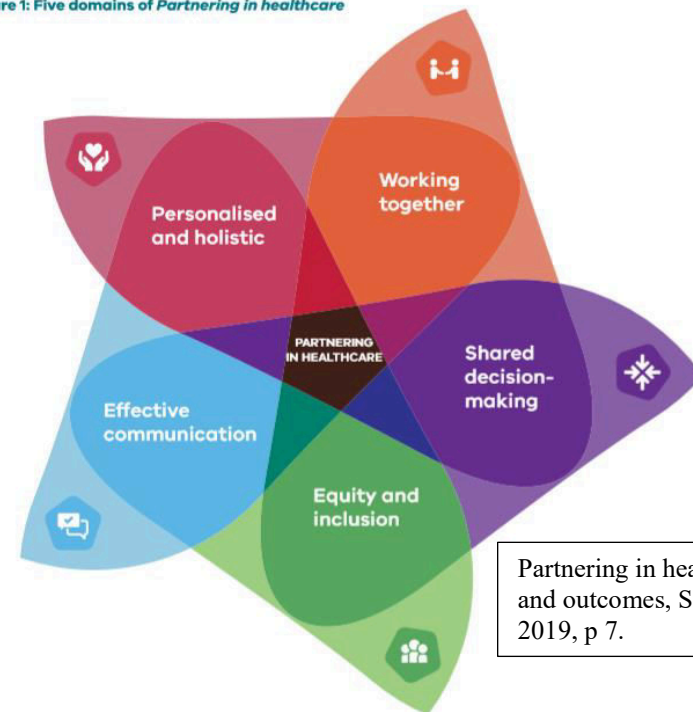 re 1: Five domains of Partnering in healthcare
Working
together
Personalised
and holistic
PARTNERING
IN HEALTHCARE
Shared
decision-
making
Effective
communication
Equity and
inclusion
Partnering in hea
and outcomes, S
2019, p 7.